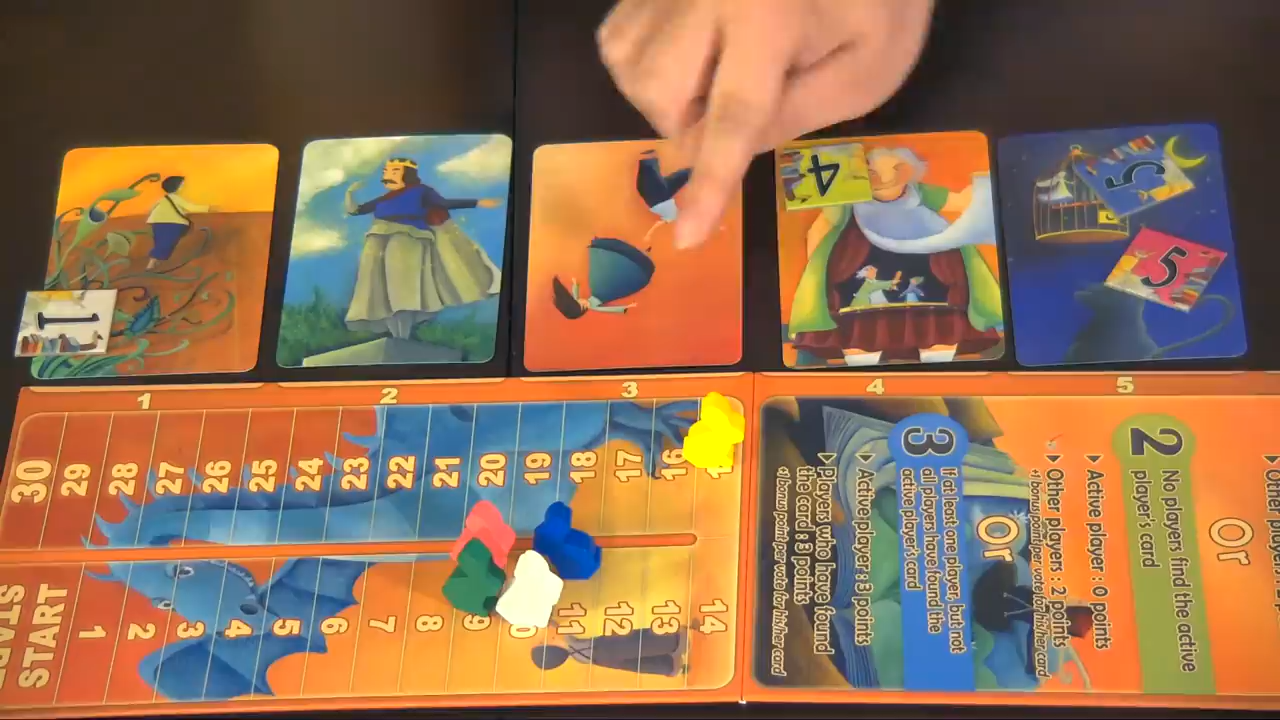 1
4
5
5
1 2 3 4 5
30
29
28
27
26
25
24
23
22
21
20
19
18
17
16
START
1
2
3
4
5
6
7
8
9
10
11
12
13
14
3 If at least one player, but not
all players have found the
active player's card
▶ Active player : 3 points
▶ Players who have found
the card : 3 points
+1 bonus point per vote for his/her card
Or
2 No players find the active
player's card
▶ Active player : 0 points
▶ Other players : 2 points
+1 bonus point per vote for his/her card
Or